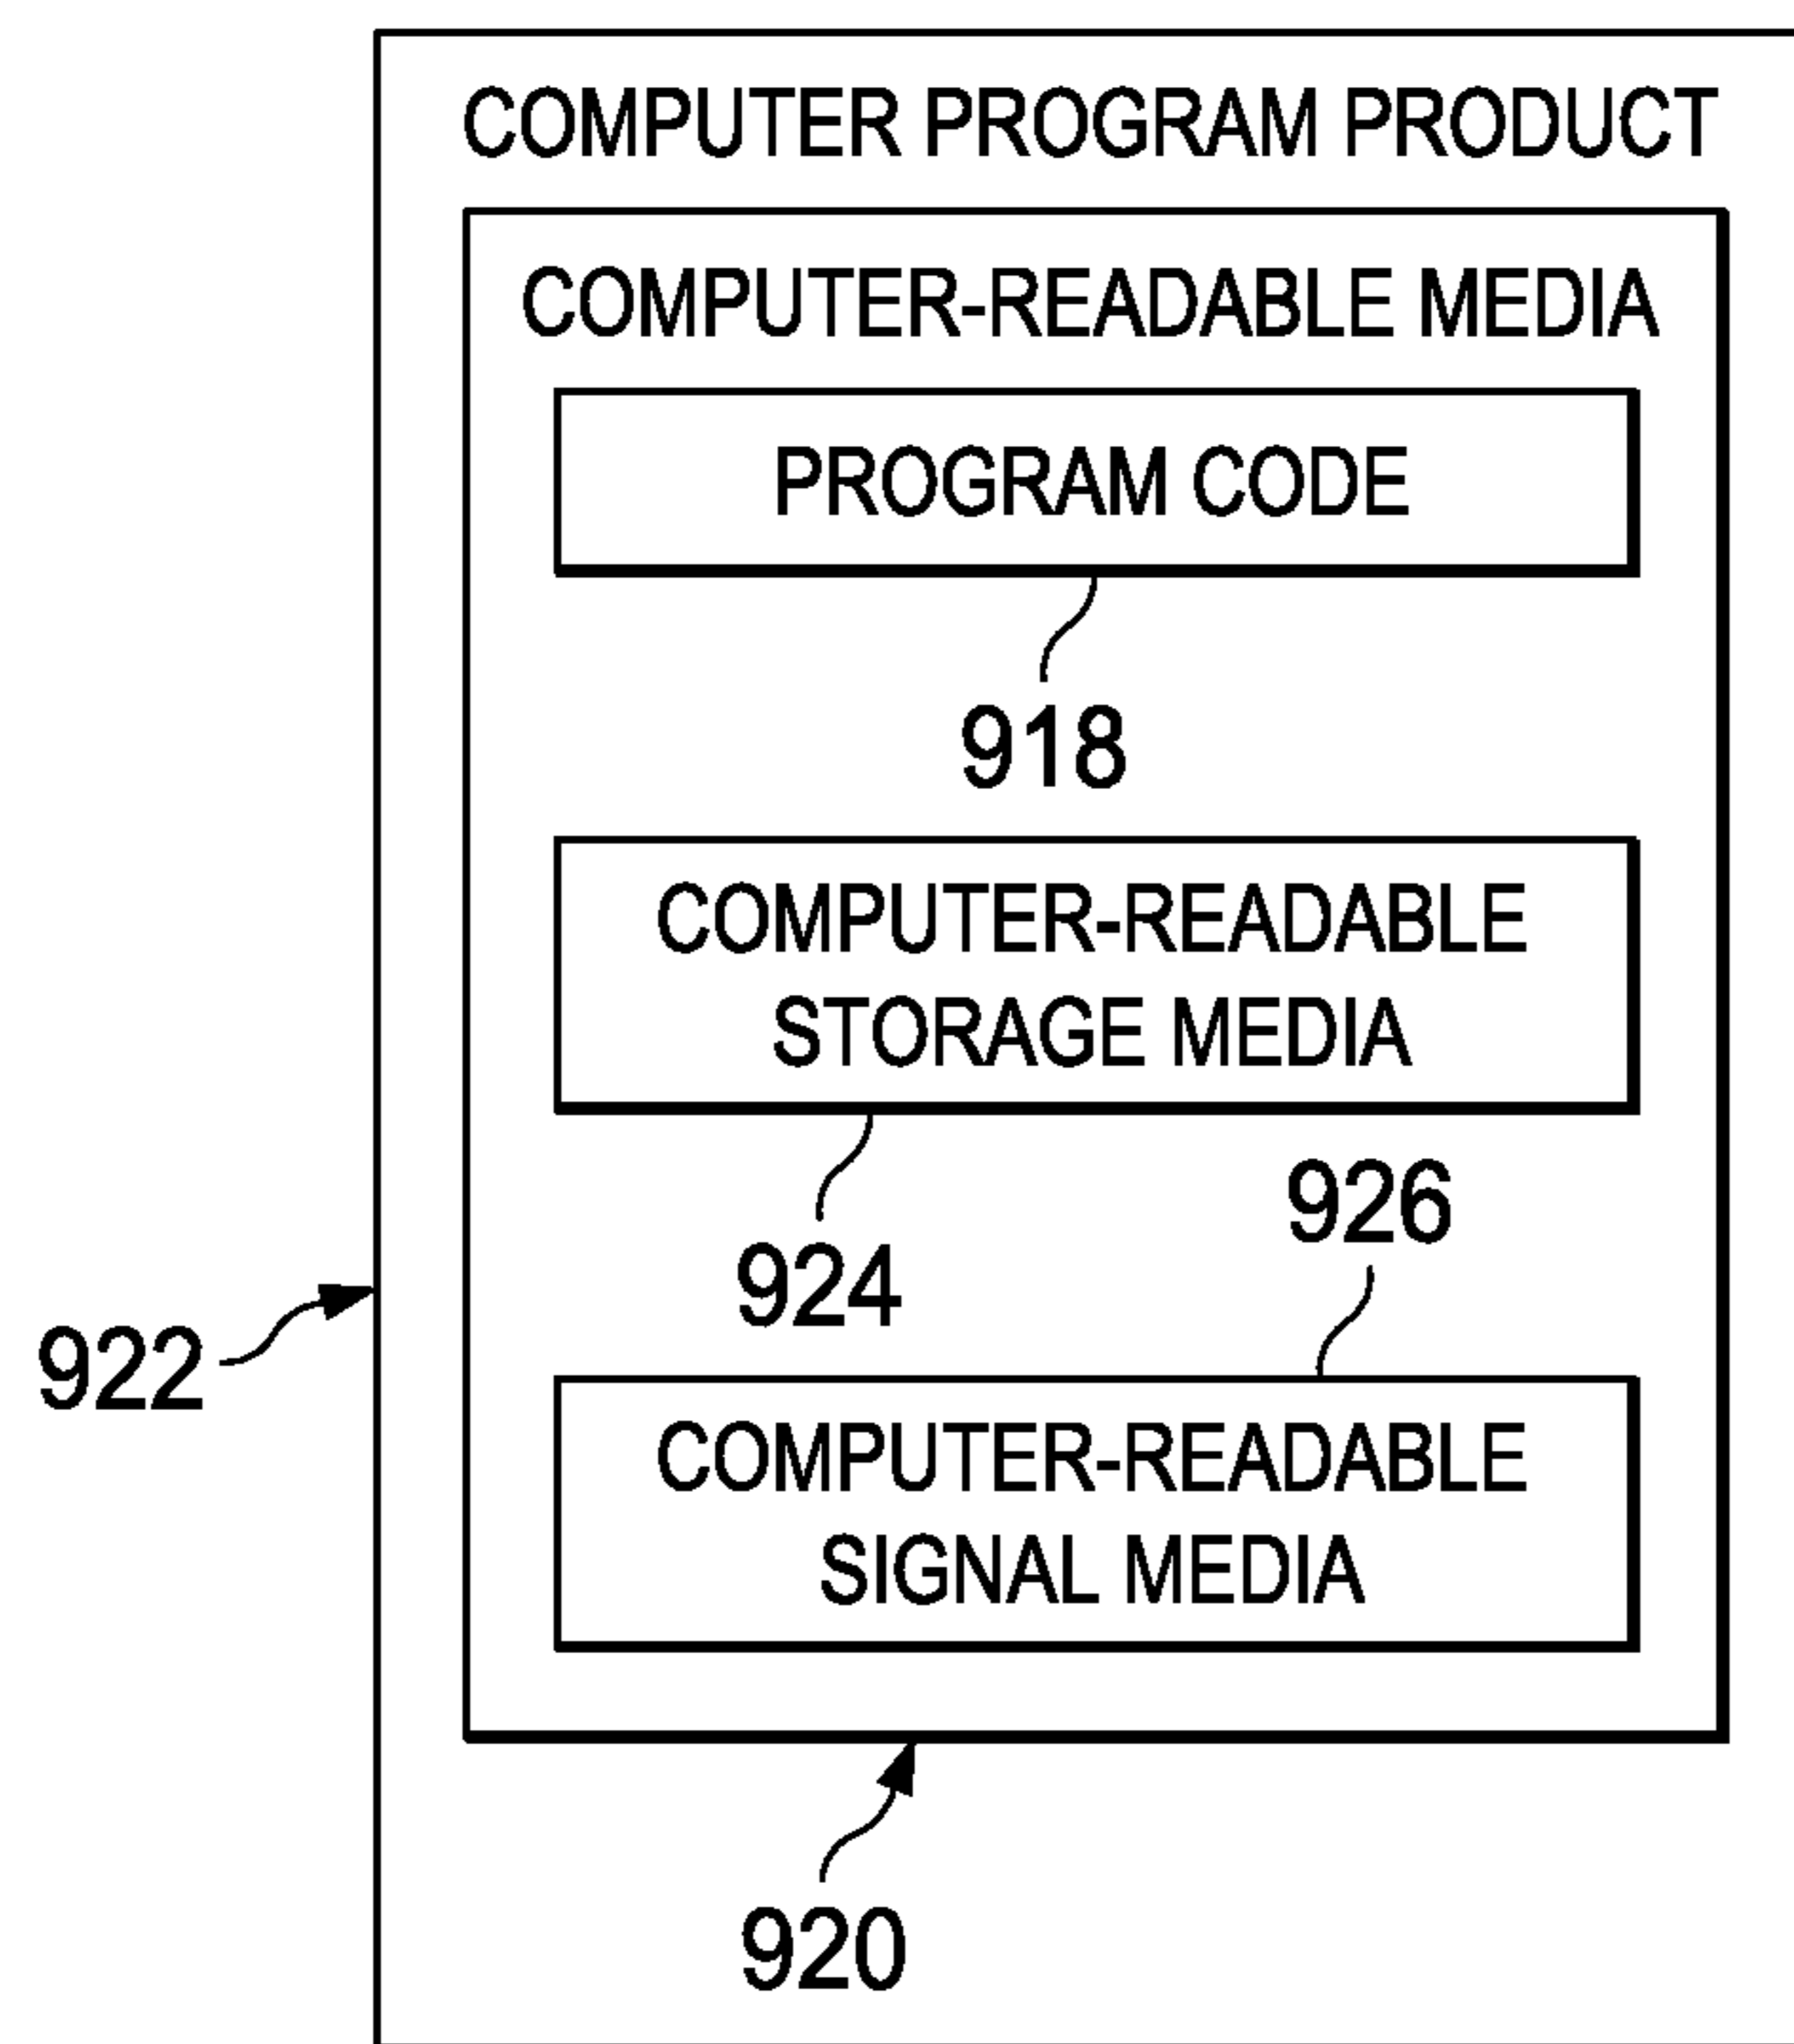 COMPUTER PROGRAM PRODUCT
COMPUTER-READABLE MEDIA
PROGRAM CODE
918
COMPUTER-READABLE
STORAGE MEDIA
924
926
922
COMPUTER-READABLE
SIGNAL MEDIA
920